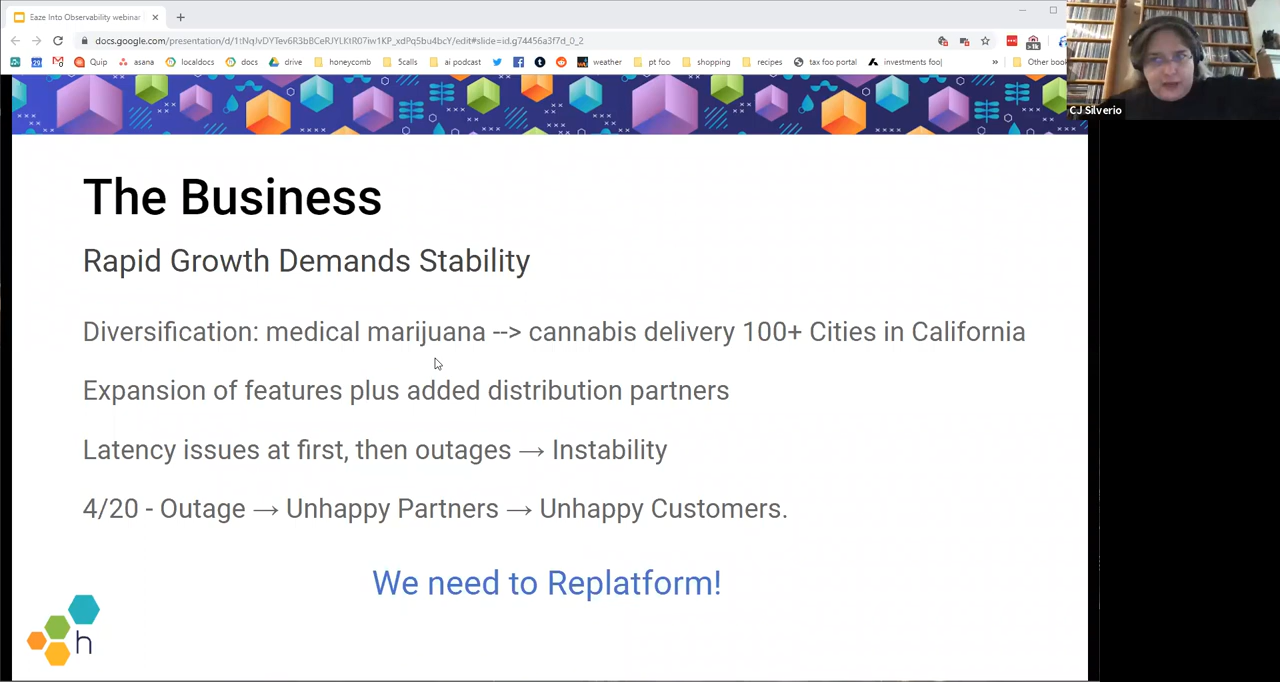 Eaze Into Observability webinar
docs.google.com/presentation/d/1tNqJvDYTev6R3bBCeRJYLKtR07iw1KP_xdPq5bu4bcY/edit#slide=id.g74456a3f7d_0_2
Quip asana localdocs docs drive honeycomb 5calls ai podcast weather pt foo shopping recipes tax foo portal investments foo » Other boo
CJ Silverio
The Business
Rapid Growth Demands Stability
Diversification: medical marijuana --> cannabis delivery 100+ Cities in California
Expansion of features plus added distribution partners
Latency issues at first, then outages → Instability
4/20 - Outage → Unhappy Partners → Unhappy Customers.
We need to Replatform!
h